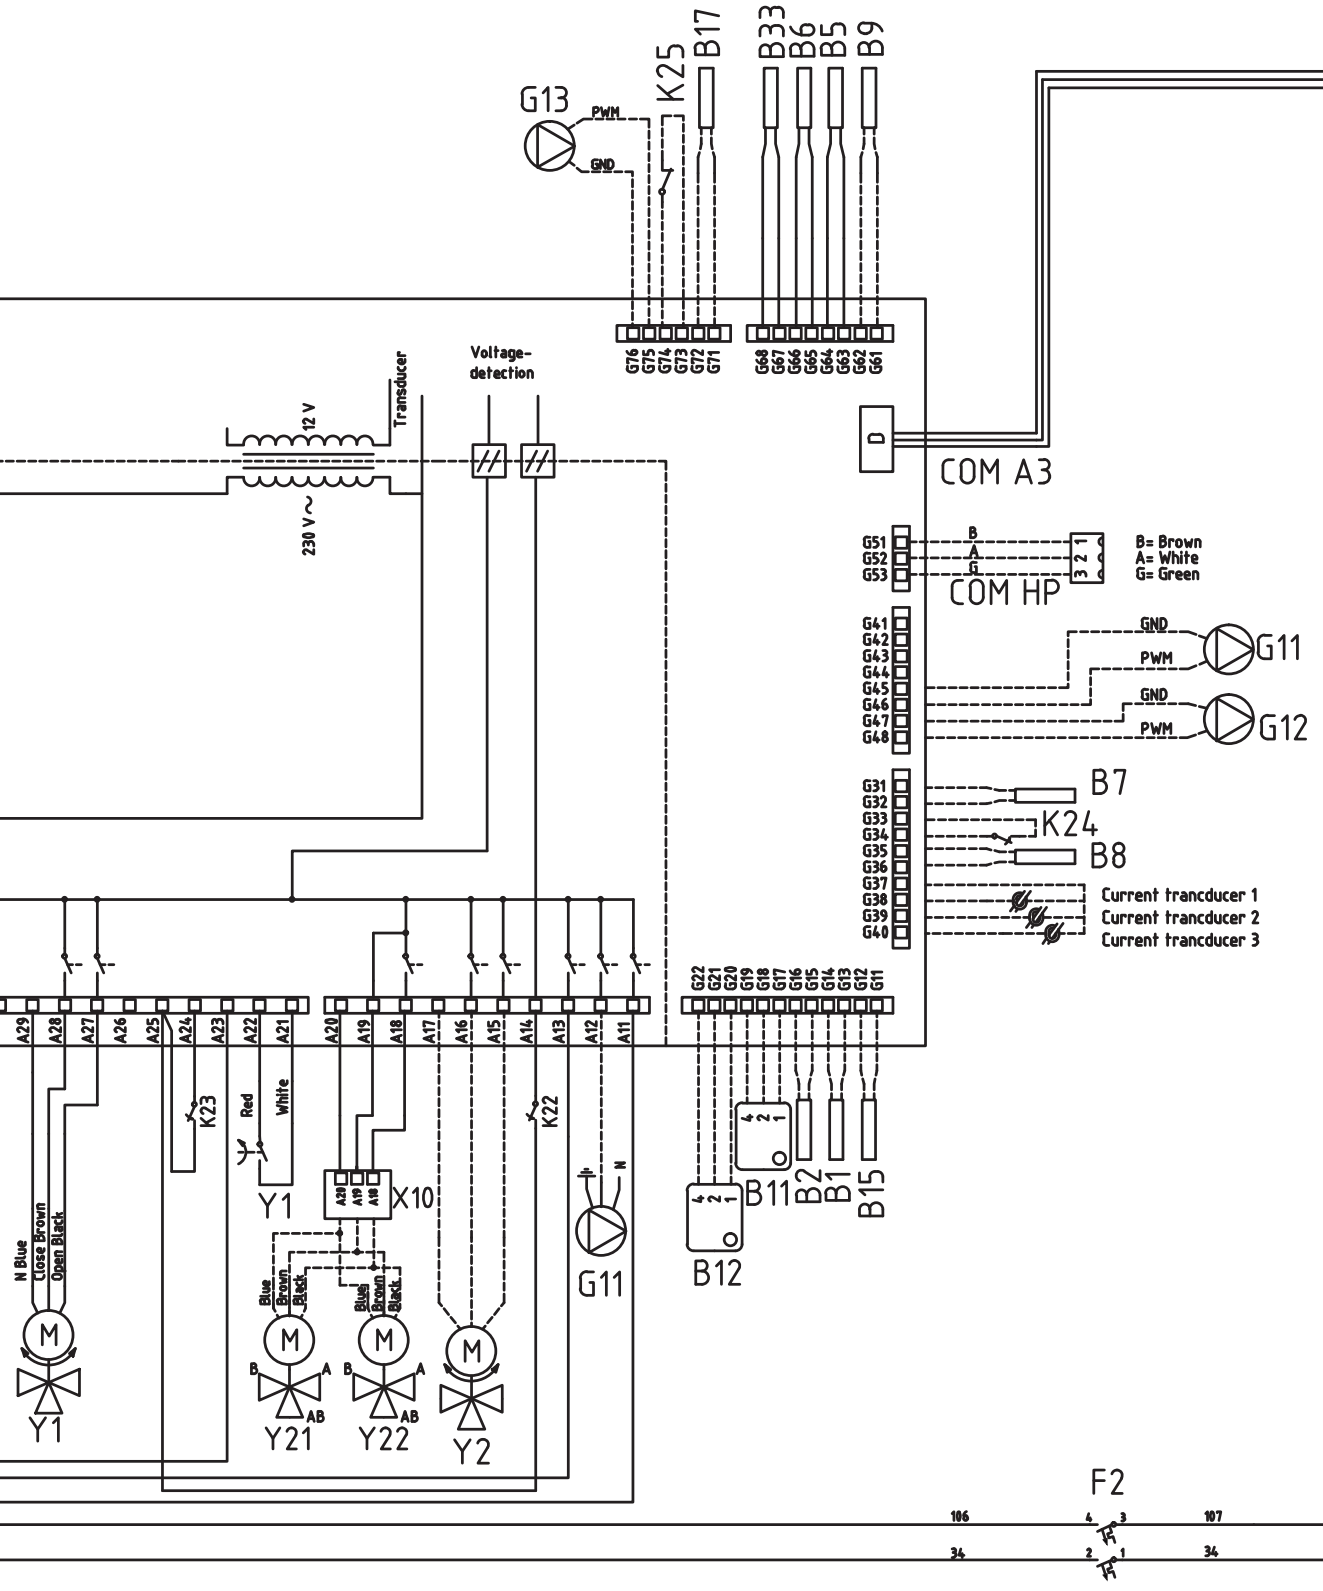 G13
PWM
GND
K25
B17
B33
B6
B5
B9
G76
G75
G74
G73
G72
G71
G68
G67
G66
G65
G64
G63
G62
G61
Transducer
12 V
230 V ~
Voltage-
detection
D
COM A3
G51
G52
G53
B
A
G
COM HP
1
2
3
B= Brown
A= White
G= Green
G41
G42
G43
G44
G45
G46
G47
G48
GND
PWM
G11
GND
PWM
G12
G31
G32
G33
G34
G35
G36
G37
G38
G39
G40
B7
K24
B8
Current trancducer 1
Current trancducer 2
Current trancducer 3
G22
G21
G20
G19
G18
G17
G16
G15
G14
G13
G12
G11
A29
A28
A27
A26
A25
A24
A23
A22
A21
A20
A19
A18
A17
A16
A15
A14
A13
A12
A11
K23
Red
White
Y1
K22
A20
A19
A18
X10
N
G11
4
2
1
B11
4
2
1
B12
B2
B1
B15
N Blue
Close Brown
Open Black
M
Y1
Blue
Brown
Black
M
B
A
AB
Y21
Blue
Brown
Black
M
B
A
AB
Y22
M
Y2
F2
106
4
3
107
34
2
1
34